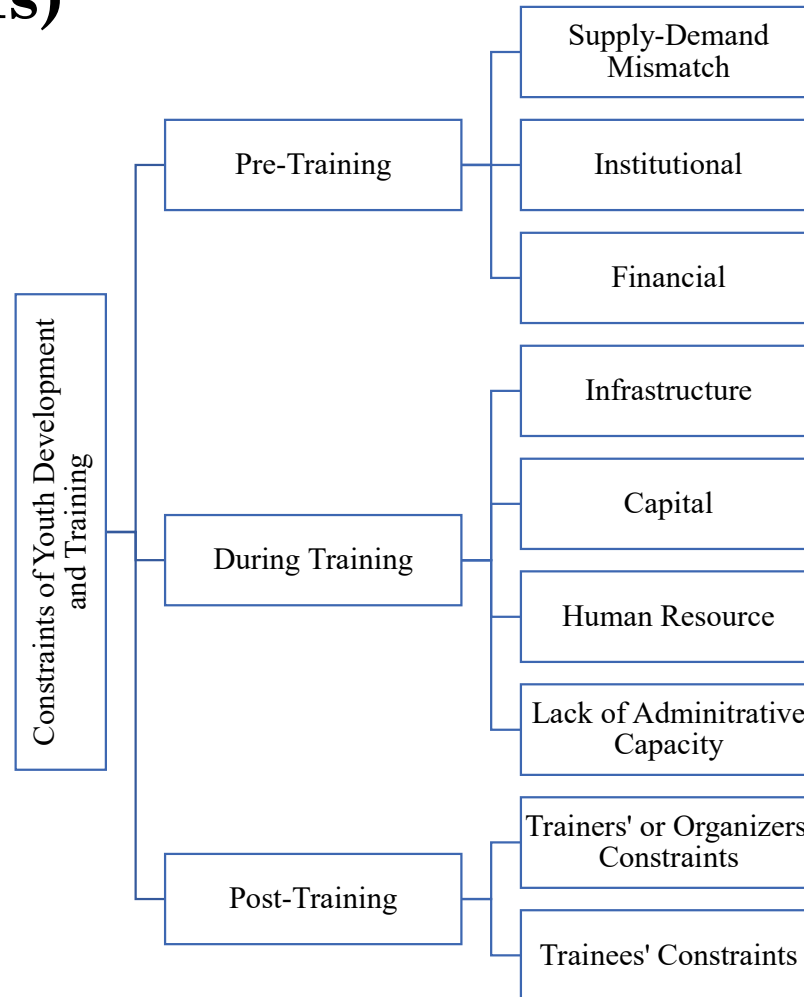 Supply-Demand
Mismatch
Pre-Training
Institutional
Financial
Constraints of Youth Development
and Training
Infrastructure
Capital
During Training
Human Resource
Lack of Adminitrative
Capacity
Trainers' or Organizers
Constraints
Post-Training
Trainees' Constraints